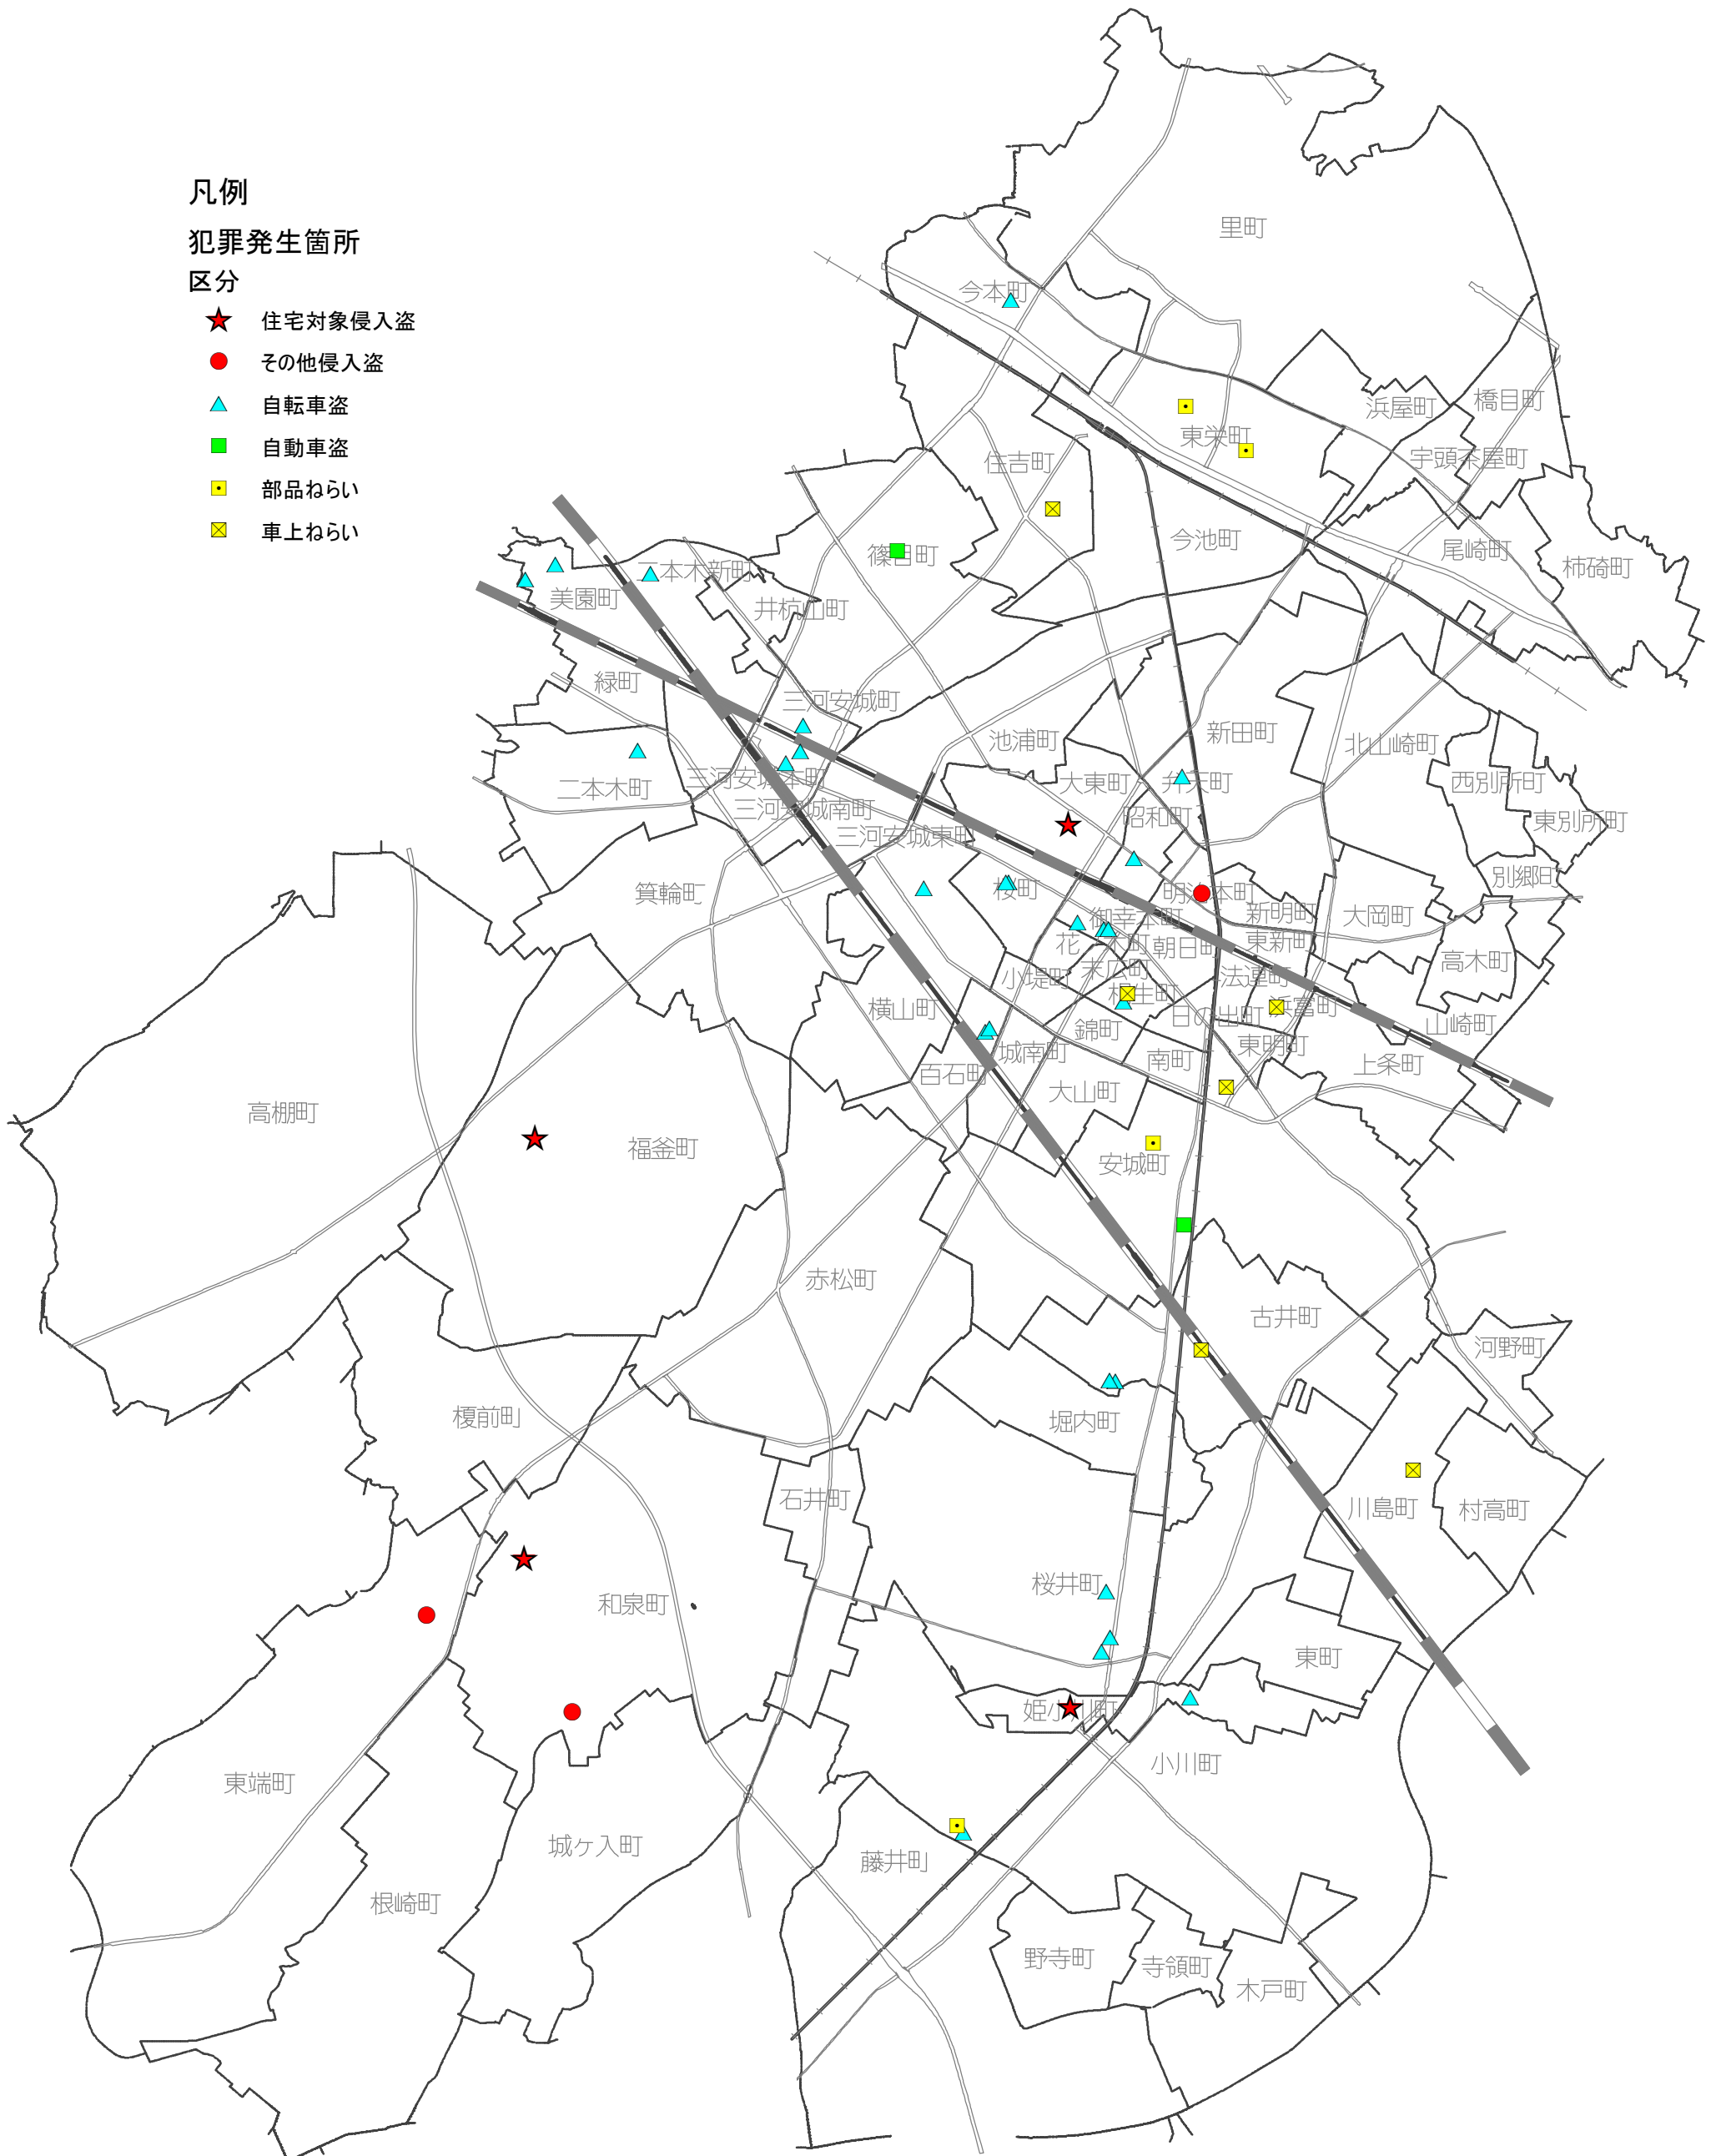 凡例
犯罪発生箇所
区分
住宅対象侵入盗
その他侵入盗
自転車盗
自動車盗
部品ねらい
車上ねらい
里町
今本町
浜屋町
橋目町
東栄町
宇頭茶屋町
住吉町
今池町
尾崎町
柿碕町
篠目町
二本木新町
美園町
井杭山町
緑町
三河安城町
池浦町
新田町
北山崎町
大東町
弁天町
西別所町
二本木町
三河安城本町
三河安城南町
昭和町
東別所町
三河安城東町
箕輪町
桜町
明治本町
別郷町
新明町
大岡町
御幸本町
花ノ木町
朝日町
東新町
高木町
末広町
小堤町
法連町
相生町
横山町
日の出町
浜富町
山崎町
錦町
城南町
東明町
南町
上条町
百石町
大山町
高棚町
福釜町
安城町
赤松町
古井町
河野町
榎前町
堀内町
石井町
川島町
村高町
桜井町
和泉町
東町
姫小川町
小川町
東端町
城ヶ入町
藤井町
根崎町
野寺町
寺領町
木戸町